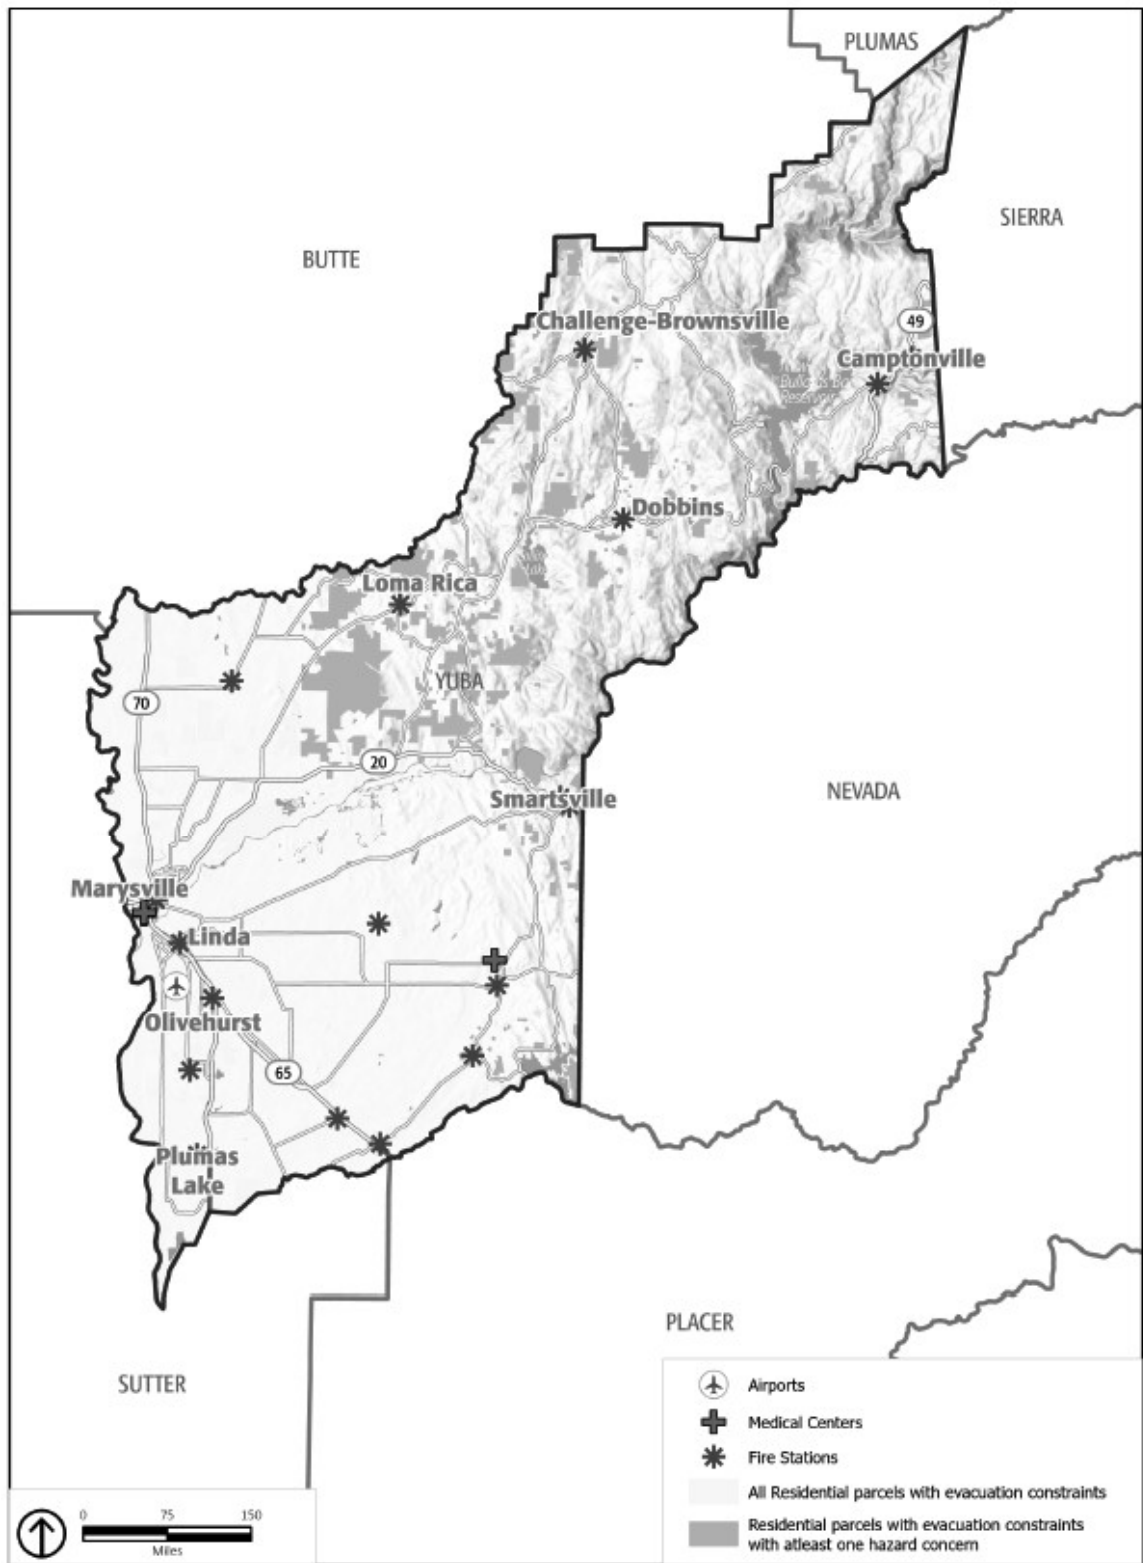 PLUMAS
SIERRA
BUTTE
49
Challenge-Brownsville
Camptonville
Reservoir
Dobbins
Loma Rica
YUBA
70
20
Smartsville
NEVADA
Marysville
Linda
Olivehurst
65
Plumas
Lake
PLACER
SUTTER
Airports
Medical Centers
Fire Stations
All Residential parcels with evacuation constraints
Residential parcels with evacuation constraints
with atleast one hazard concern
0 75 150
Miles